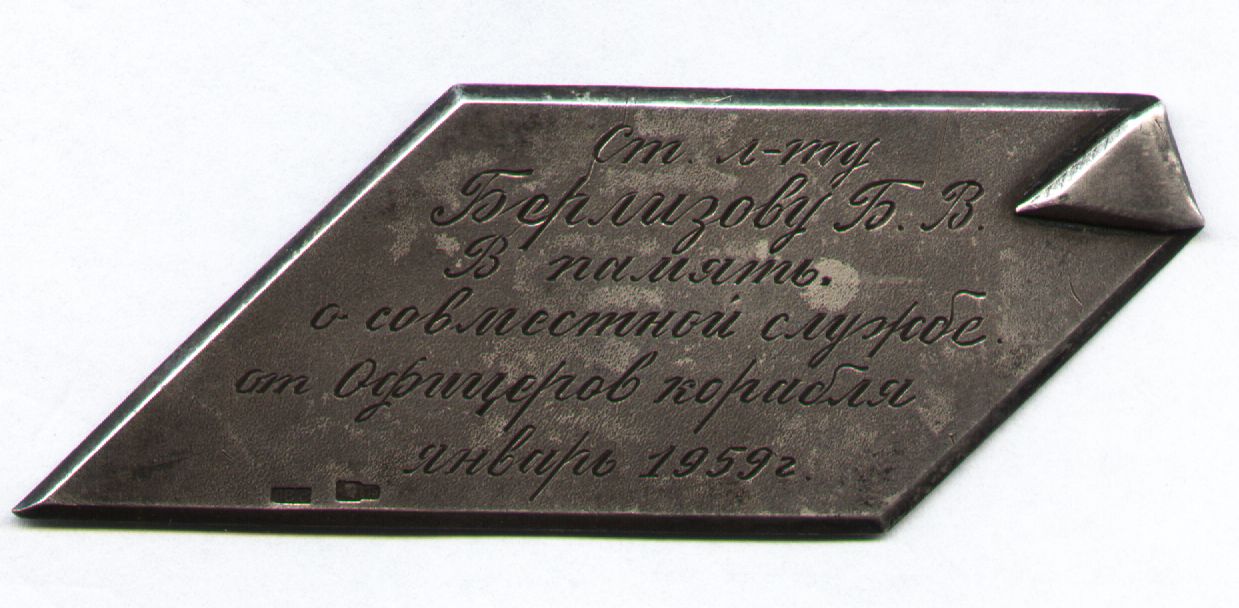 Ст. л-ту
Берлизову Б. В.
В память.
о совместной службе.
от Офицеров корабля
январь 1959г.